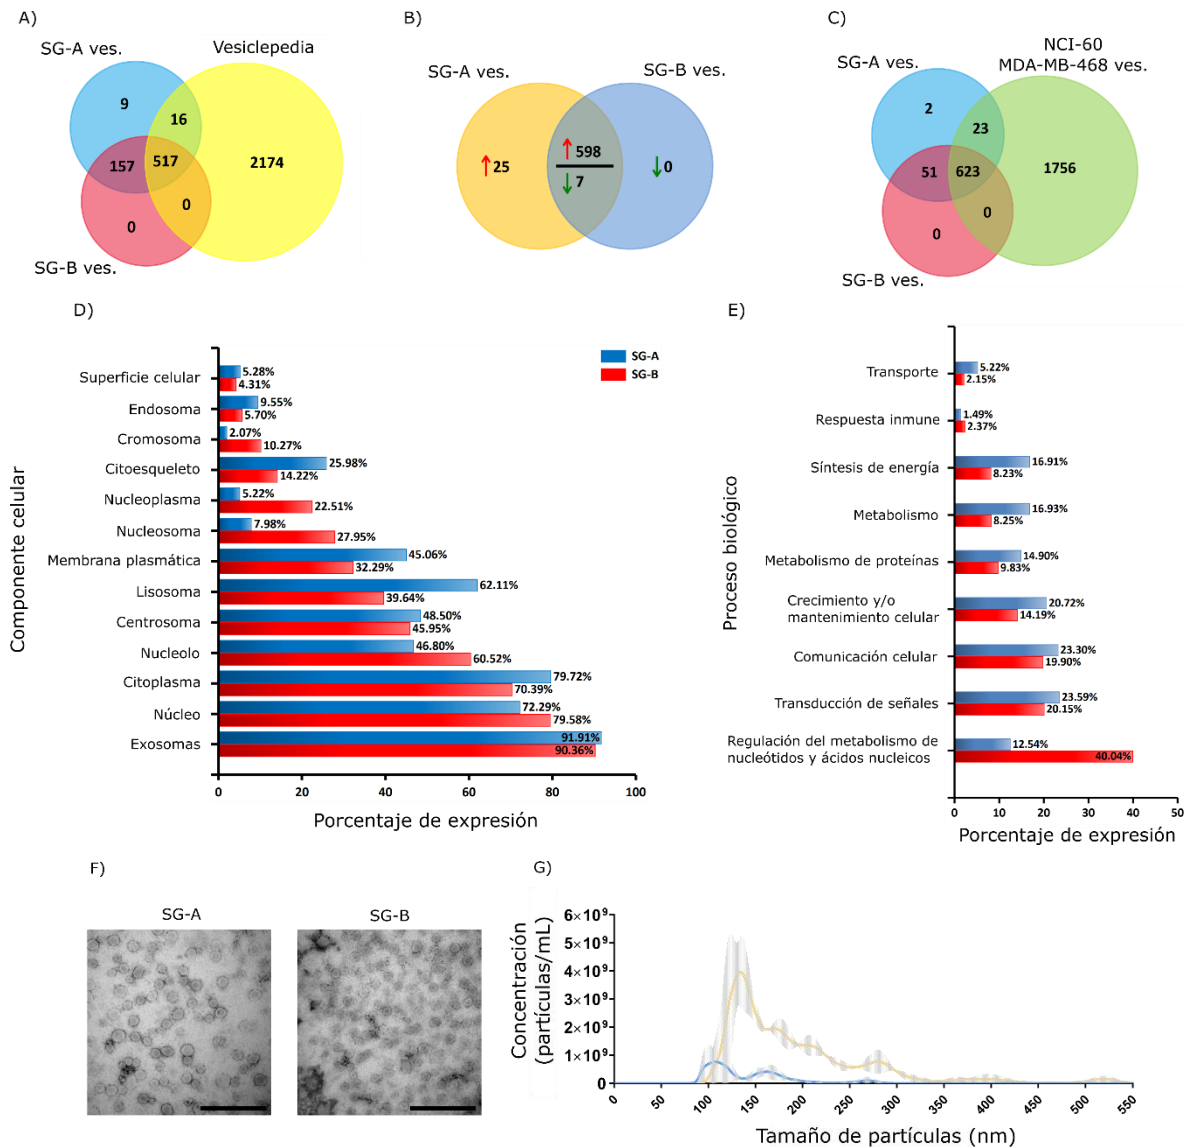 A)
SG-A ves.
Vesiclepedia
9
16
157
517
2174
0
0
SG-B ves.
B)
SG-A ves.
SG-B ves.
↑25
↑598
↓7
↓0
C)
SG-A ves.
NCI-60
MDA-MB-468 ves.
2
23
51
623
1756
0
0
SG-B ves.
D)
Componente celular
SG-A
SG-B
Superficie celular
5.28%
4.31%
Endosoma
9.55%
5.70%
Cromosoma
2.07%
10.27%
Citoesqueleto
25.98%
14.22%
Nucleoplasma
5.22%
22.51%
Nucleosoma
7.98%
27.95%
Membrana plasmática
45.06%
32.29%
Lisosoma
62.11%
39.64%
Centrosoma
48.50%
45.95%
Nucleolo
46.80%
60.52%
Citoplasma
79.72%
70.39%
Núcleo
72.29%
79.58%
Exosomas
91.91%
90.36%
0 20 40 60 80 100
Porcentaje de expresión
E)
Proceso biológico
Transporte
5.22%
2.15%
Respuesta inmune
1.49%
2.37%
Síntesis de energía
16.91%
8.23%
Metabolismo
16.93%
8.25%
Metabolismo de proteínas
14.90%
9.83%
Crecimiento y/o
mantenimiento celular
20.72%
14.19%
Comunicación celular
23.30%
19.90%
Transducción de señales
23.59%
20.15%
Regulación del metabolismo de
nucleótidos y ácidos nucleicos
12.54%
40.04%
0 10 20 30 40 50
Porcentaje de expresión
F)
SG-A
SG-B
G)
Concentración
(partículas/mL)
6×10⁹
5×10⁹
4×10⁹
3×10⁹
2×10⁹
1×10⁹
0
0 50 100 150 200 250 300 350 400 450 500 550
Tamaño de partículas (nm)